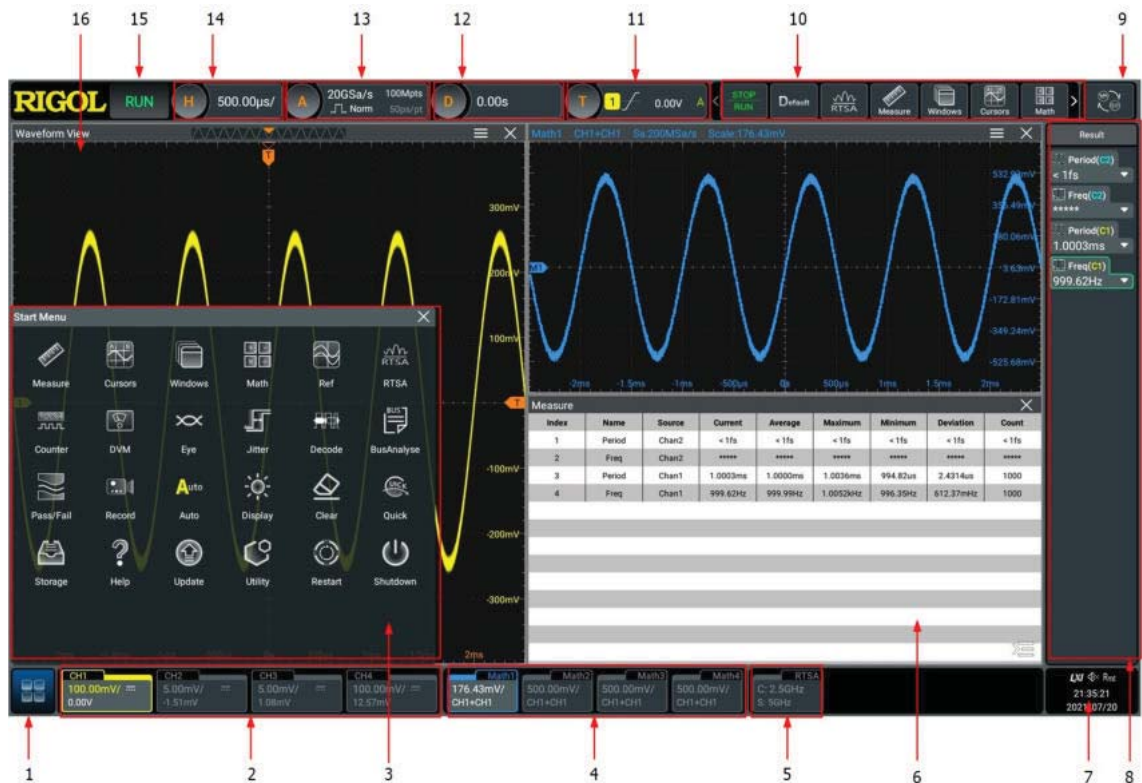 16 15 14 13 12 11 10 9
RIGOL RUN H 500.00µs/ A 20GSa/s 100Mpts D 0.00s T 1 0.00V A < STOP RUN Default RTSA Measure Windows Cursors Math >
Norm 50ps/pt
Waveform View
T
300mV
200mV
100mV
-100mV
-200mV
-300mV
2ms
1
T
Math1 CH1+CH1 Sa:200MSa/s Scale:176.43mV
M1
180.06mV
3.63mV
-172.81mV
-349.24mV
-525.68mV
-2ms -1.5ms -1ms -500µs 0s 500µs 1ms 1.5ms 2ms
Result
Period(C2)
< 1fs
Freq(C2)
*****
Period(C1)
1.0003ms
Freq(C1)
999.62Hz
Start Menu
Measure Cursors Windows Math Ref RTSA
Counter DVM Eye Jitter Decode BusAnalyse
Pass/Fail Record Auto Display Clear Quick
Storage Help Update Utility Restart Shutdown
Measure
Index Name Source Current Average Maximum Minimum Deviation Count
1 Period Chan2 < 1fs < 1fs < 1fs < 1fs < 1fs < 1fs
2 Freq Chan2 ***** ***** ***** ***** ***** *****
3 Period Chan1 1.0003ms 1.0000ms 1.0036ms 994.82us 2.4314us 1000
4 Freq Chan1 999.62Hz 999.99Hz 1.0052kHz 996.35Hz 612.37mHz 1000
CH1
100.00mV/
0.00V
CH2
5.00mV/
-1.51mV
CH3
5.00mV/
1.08mV
CH4
100.00mV/
12.57mV
Math1
176.43mV/
CH1+CH1
Math2
500.00mV/
CH1+CH1
Math3
500.00mV/
CH1+CH1
Math4
500.00mV/
CH1+CH1
RTSA
C: 2.5GHz
S: 5GHz
LXI
21:35:21
1 2 3 4 5 6 7 8